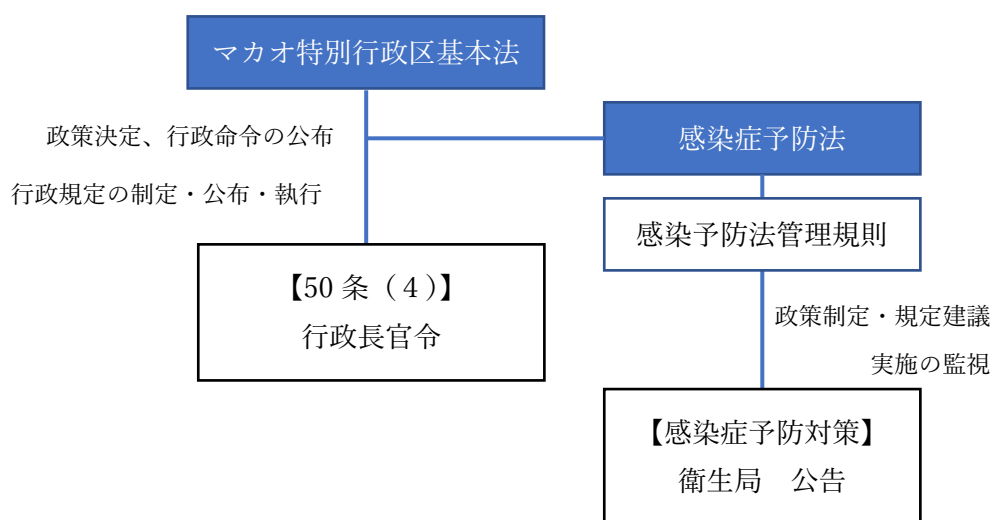 マカオ特別行政区基本法
政策決定、行政命令の公布
行政規定の制定・公布・執行
【50 条（４）】
行政長官令
感染症予防法
感染予防法管理規則
政策制定・規定建議
実施の監視
【感染症予防対策】
衛生局　公告